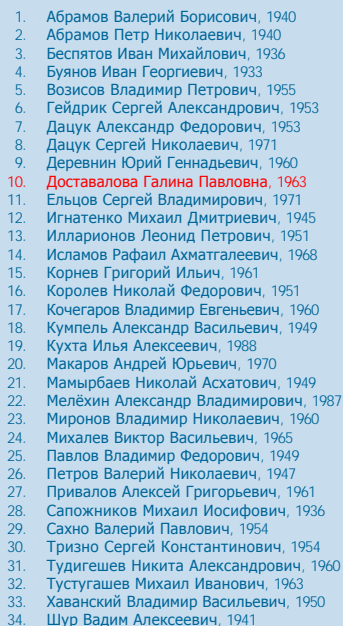 1. Абрамов Валерий Борисович, 1940
2. Абрамов Петр Николаевич, 1940
3. Беспятов Иван Михайлович, 1936
4. Буянов Иван Георгиевич, 1933
5. Возисов Владимир Петрович, 1955
6. Гейдрик Сергей Александрович, 1953
7. Дацук Александр Федорович, 1953
8. Дацук Сергей Николаевич, 1971
9. Деревнин Юрий Геннадьевич, 1960
10. Доставалова Галина Павловна, 1963
11. Ельцов Сергей Владимирович, 1971
12. Игнатенко Михаил Дмитриевич, 1945
13. Илларионов Леонид Петрович, 1951
14. Исламов Рафаил Ахматгалеевич, 1968
15. Корнев Григорий Ильич, 1961
16. Королев Николай Федорович, 1951
17. Кочегаров Владимир Евгеньевич, 1960
18. Кумпель Александр Васильевич, 1949
19. Кухта Илья Алексеевич, 1988
20. Макаров Андрей Юрьевич, 1970
21. Мамырбаев Николай Асхатович, 1949
22. Мелёхин Александр Владимирович, 1987
23. Миронов Владимир Николаевич, 1960
24. Михалев Виктор Васильевич, 1965
25. Павлов Владимир Федорович, 1949
26. Петров Валерий Николаевич, 1947
27. Привалов Алексей Григорьевич, 1961
28. Сапожников Михаил Иосифович, 1936
29. Сахно Валерий Павлович, 1954
30. Тризно Сергей Константинович, 1954
31. Тудигешев Никита Александрович, 1960
32. Тустугашев Михаил Иванович, 1963
33. Хаванский Владимир Васильевич, 1950
34. Шур Вадим Алексеевич, 1941